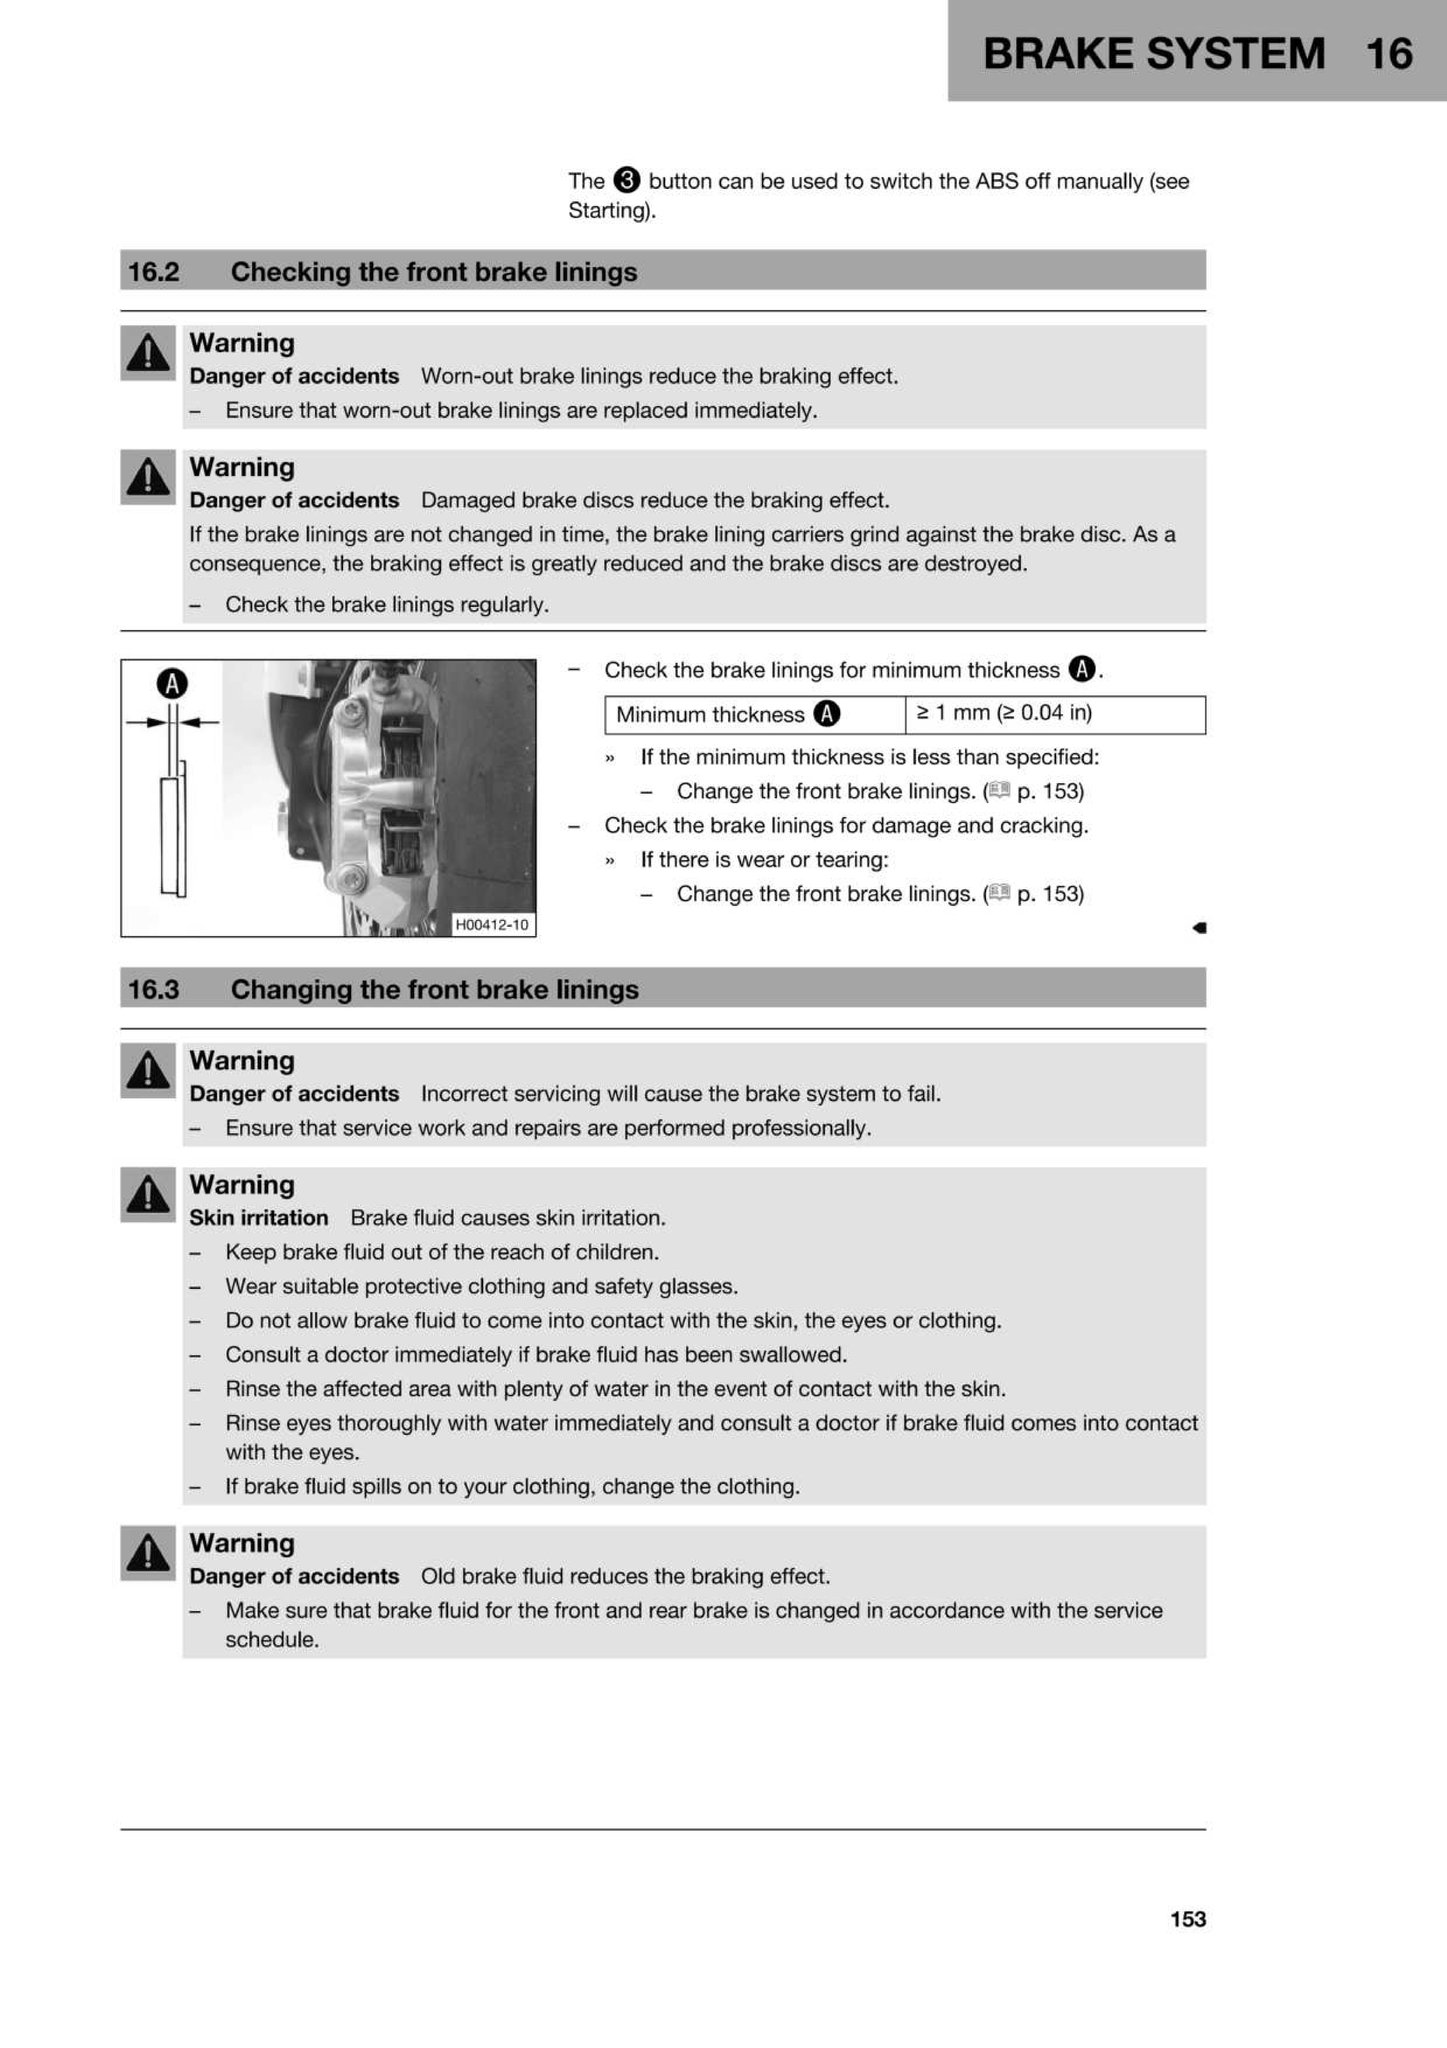 BRAKE SYSTEM 16
The 3 button can be used to switch the ABS off manually (see
Starting).
16.2 Checking the front brake linings
Warning
Danger of accidents Worn-out brake linings reduce the braking effect.
– Ensure that worn-out brake linings are replaced immediately.
Warning
Danger of accidents Damaged brake discs reduce the braking effect.
If the brake linings are not changed in time, the brake lining carriers grind against the brake disc. As a
consequence, the braking effect is greatly reduced and the brake discs are destroyed.
– Check the brake linings regularly.
A
H00412-10
– Check the brake linings for minimum thickness A.
Minimum thickness A ≥ 1 mm (≥ 0.04 in)
» If the minimum thickness is less than specified:
– Change the front brake linings. (p. 153)
– Check the brake linings for damage and cracking.
» If there is wear or tearing:
– Change the front brake linings. (p. 153)
16.3 Changing the front brake linings
Warning
Danger of accidents Incorrect servicing will cause the brake system to fail.
– Ensure that service work and repairs are performed professionally.
Warning
Skin irritation Brake fluid causes skin irritation.
– Keep brake fluid out of the reach of children.
– Wear suitable protective clothing and safety glasses.
– Do not allow brake fluid to come into contact with the skin, the eyes or clothing.
– Consult a doctor immediately if brake fluid has been swallowed.
– Rinse the affected area with plenty of water in the event of contact with the skin.
– Rinse eyes thoroughly with water immediately and consult a doctor if brake fluid comes into contact
with the eyes.
– If brake fluid spills on to your clothing, change the clothing.
Warning
Danger of accidents Old brake fluid reduces the braking effect.
– Make sure that brake fluid for the front and rear brake is changed in accordance with the service
schedule.
153